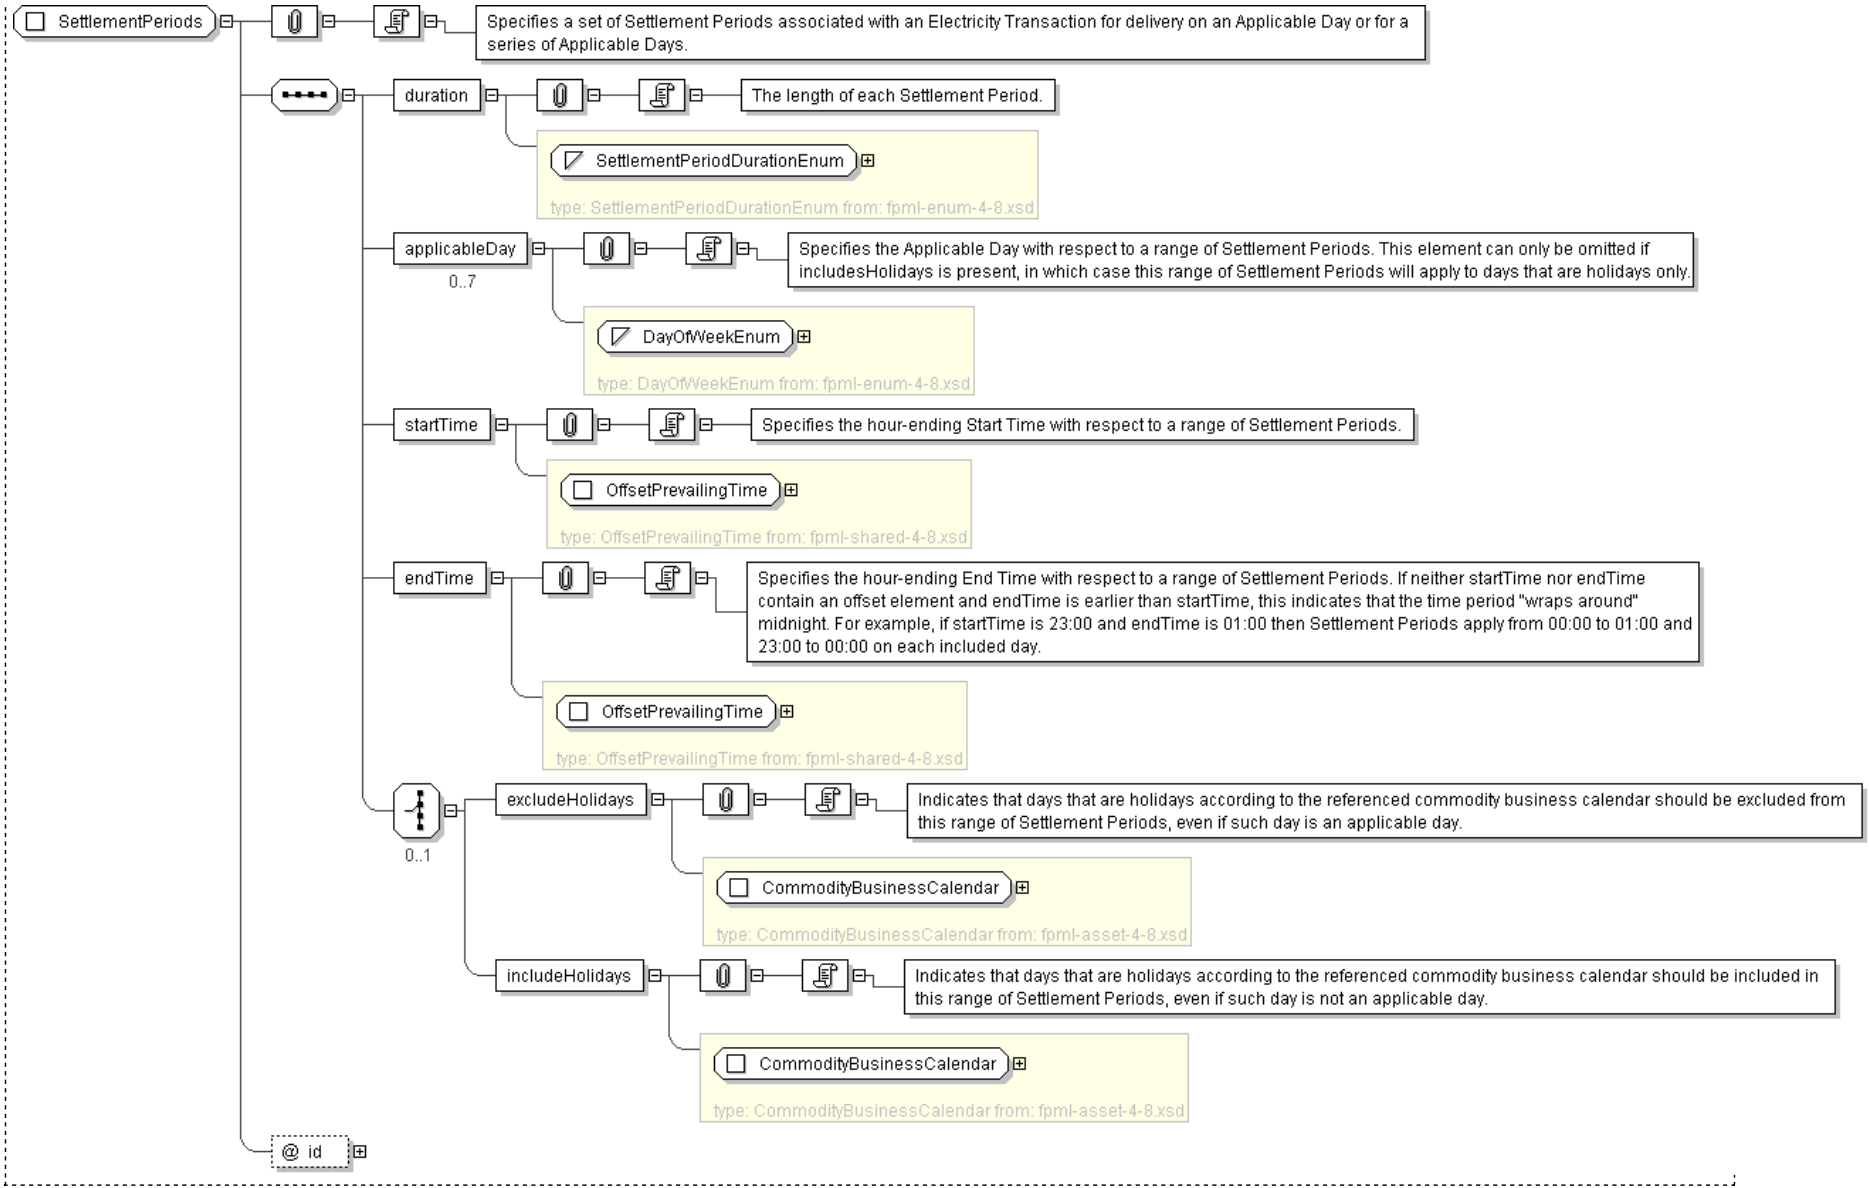 SettlementPeriods
Specifies a set of Settlement Periods associated with an Electricity Transaction for delivery on an Applicable Day or for a
series of Applicable Days.
duration
The length of each Settlement Period.
SettlementPeriodDurationEnum
type: SettlementPeriodDurationEnum from: fpml-enum-4-8.xsd
applicableDay
0..7
Specifies the Applicable Day with respect to a range of Settlement Periods. This element can only be omitted if
includesHolidays is present, in which case this range of Settlement Periods will apply to days that are holidays only.
DayOfWeekEnum
type: DayOfWeekEnum from: fpml-enum-4-8.xsd
startTime
Specifies the hour-ending Start Time with respect to a range of Settlement Periods.
OffsetPrevailingTime
type: OffsetPrevailingTime from: fpml-shared-4-8.xsd
endTime
Specifies the hour-ending End Time with respect to a range of Settlement Periods. If neither startTime nor endTime
contain an offset element and endTime is earlier than startTime, this indicates that the time period "wraps around"
midnight. For example, if startTime is 23:00 and endTime is 01:00 then Settlement Periods apply from 00:00 to 01:00 and
23:00 to 00:00 on each included day.
OffsetPrevailingTime
type: OffsetPrevailingTime from: fpml-shared-4-8.xsd
0..1
excludeHolidays
Indicates that days that are holidays according to the referenced commodity business calendar should be excluded from
this range of Settlement Periods, even if such day is an applicable day.
CommodityBusinessCalendar
type: CommodityBusinessCalendar from: fpml-asset-4-8.xsd
includeHolidays
Indicates that days that are holidays according to the referenced commodity business calendar should be included in
this range of Settlement Periods, even if such day is not an applicable day.
CommodityBusinessCalendar
type: CommodityBusinessCalendar from: fpml-asset-4-8.xsd
@ id